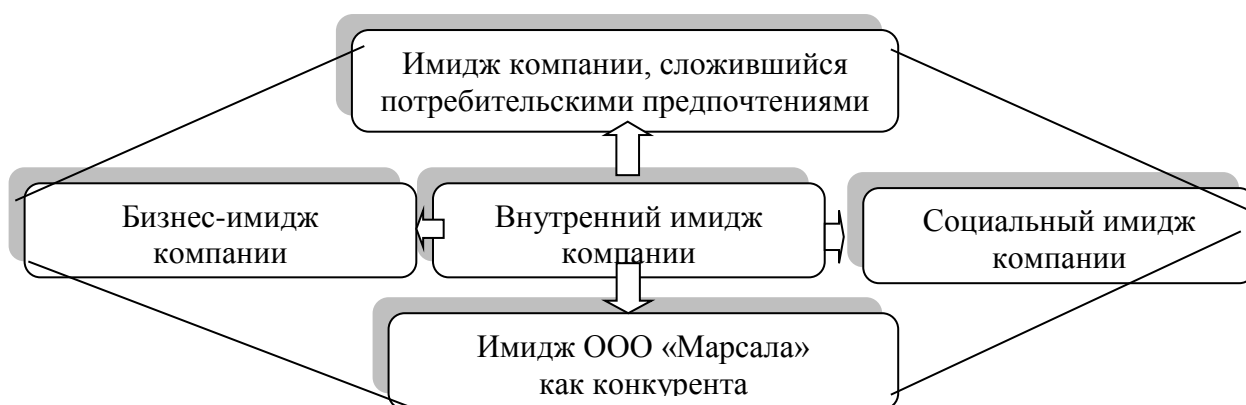 Имидж компании, сложившийся
потребительскими предпочтениями
Бизнес-имидж
компании
Внутренний имидж
компании
Социальный имидж
компании
Имидж ООО «Марсала»
как конкурента